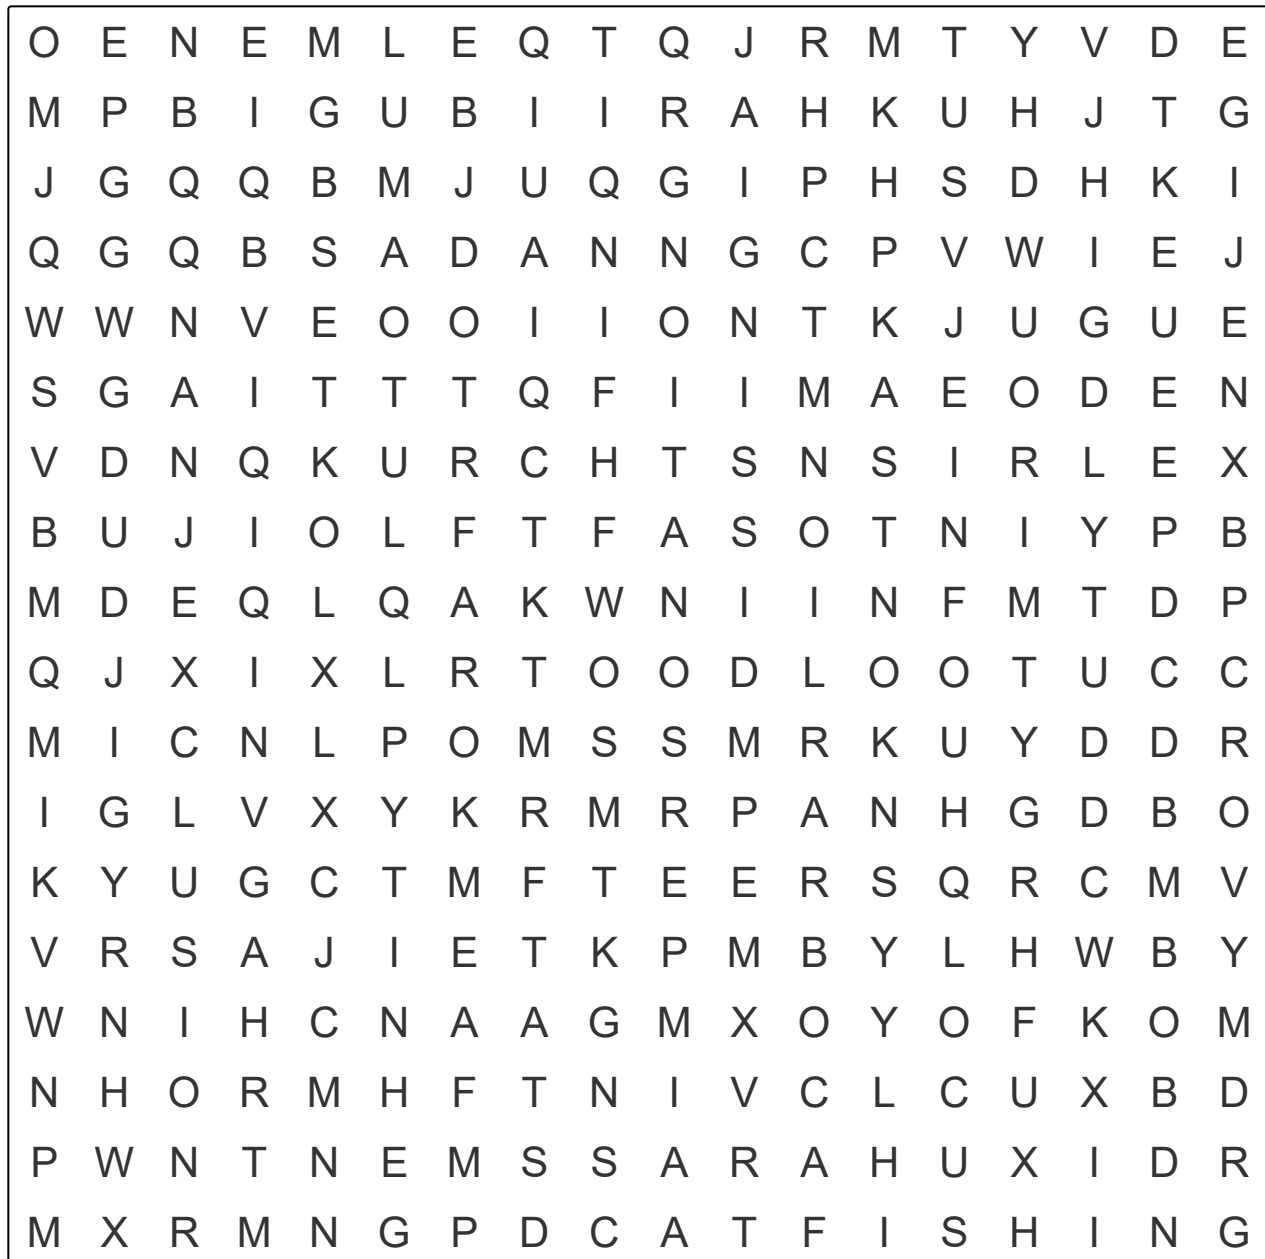 O E N E M L E Q T Q J R M T Y V D E
M P B I G U B I I R A H K U H J T G
J G Q Q B M J U Q G I P H S D H K I
Q G Q B S A D A N N G C P V W I E J
W W N V E O O I I O N T K J U G U E
S G A I T T T Q F I I M A E O D E N
V D N Q K U R C H T S N S I R L E X
B U J I O L F T F A S O T N I Y P B
M D E Q L Q A K W N I I N F M T D P
Q J X I X L R T O O D L O O T U C C
M I C N L P O M S S M R K U Y D D R
I G L V X Y K R M R P A N H G D B O
K Y U G C T M F T E E R S Q R C M V
V R S A J I E T K P M B Y L H W B Y
W N I H C N A A G M X O Y O F K O M
N H O R M H F T N I V C L C U X B D
P W N T N E M S S A R A H U X I D R
M X R M N G P D C A T F I S H I N G